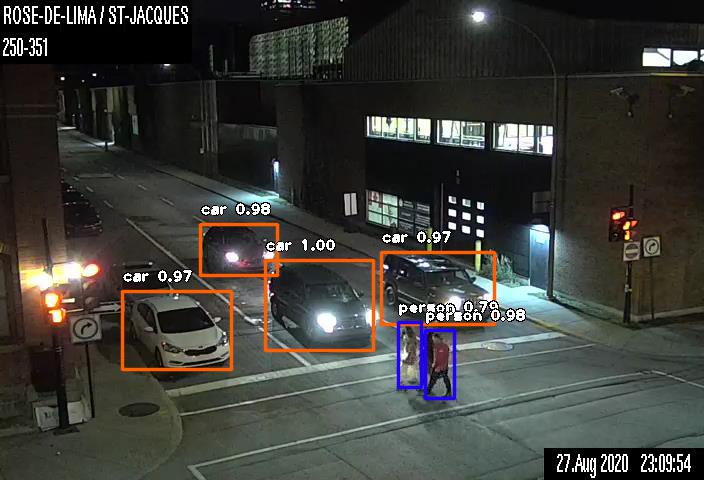 ROSE-DE-LIMA / ST-JACQUES
250-351
car 0.98
car 1.00
car 0.97
car 0.97
person 0.79
person 0.98
27.Aug 2020 23:09:54